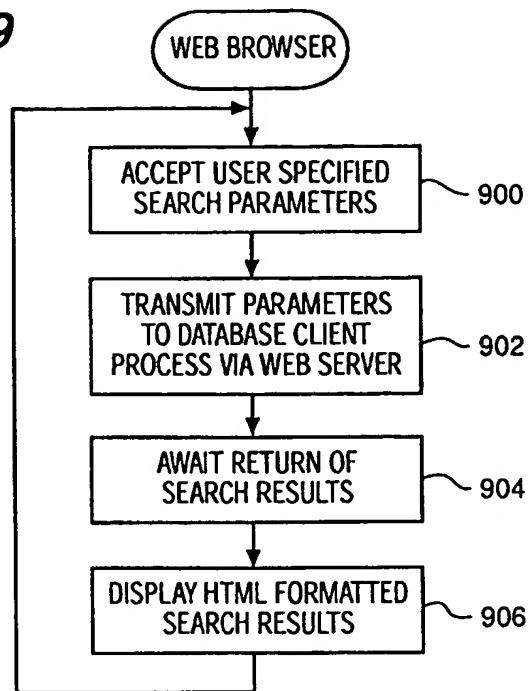 9
WEB BROWSER
ACCEPT USER SPECIFIED
SEARCH PARAMETERS
900
TRANSMIT PARAMETERS
TO DATABASE CLIENT
PROCESS VIA WEB SERVER
902
AWAIT RETURN OF
SEARCH RESULTS
904
DISPLAY HTML FORMATTED
SEARCH RESULTS
906